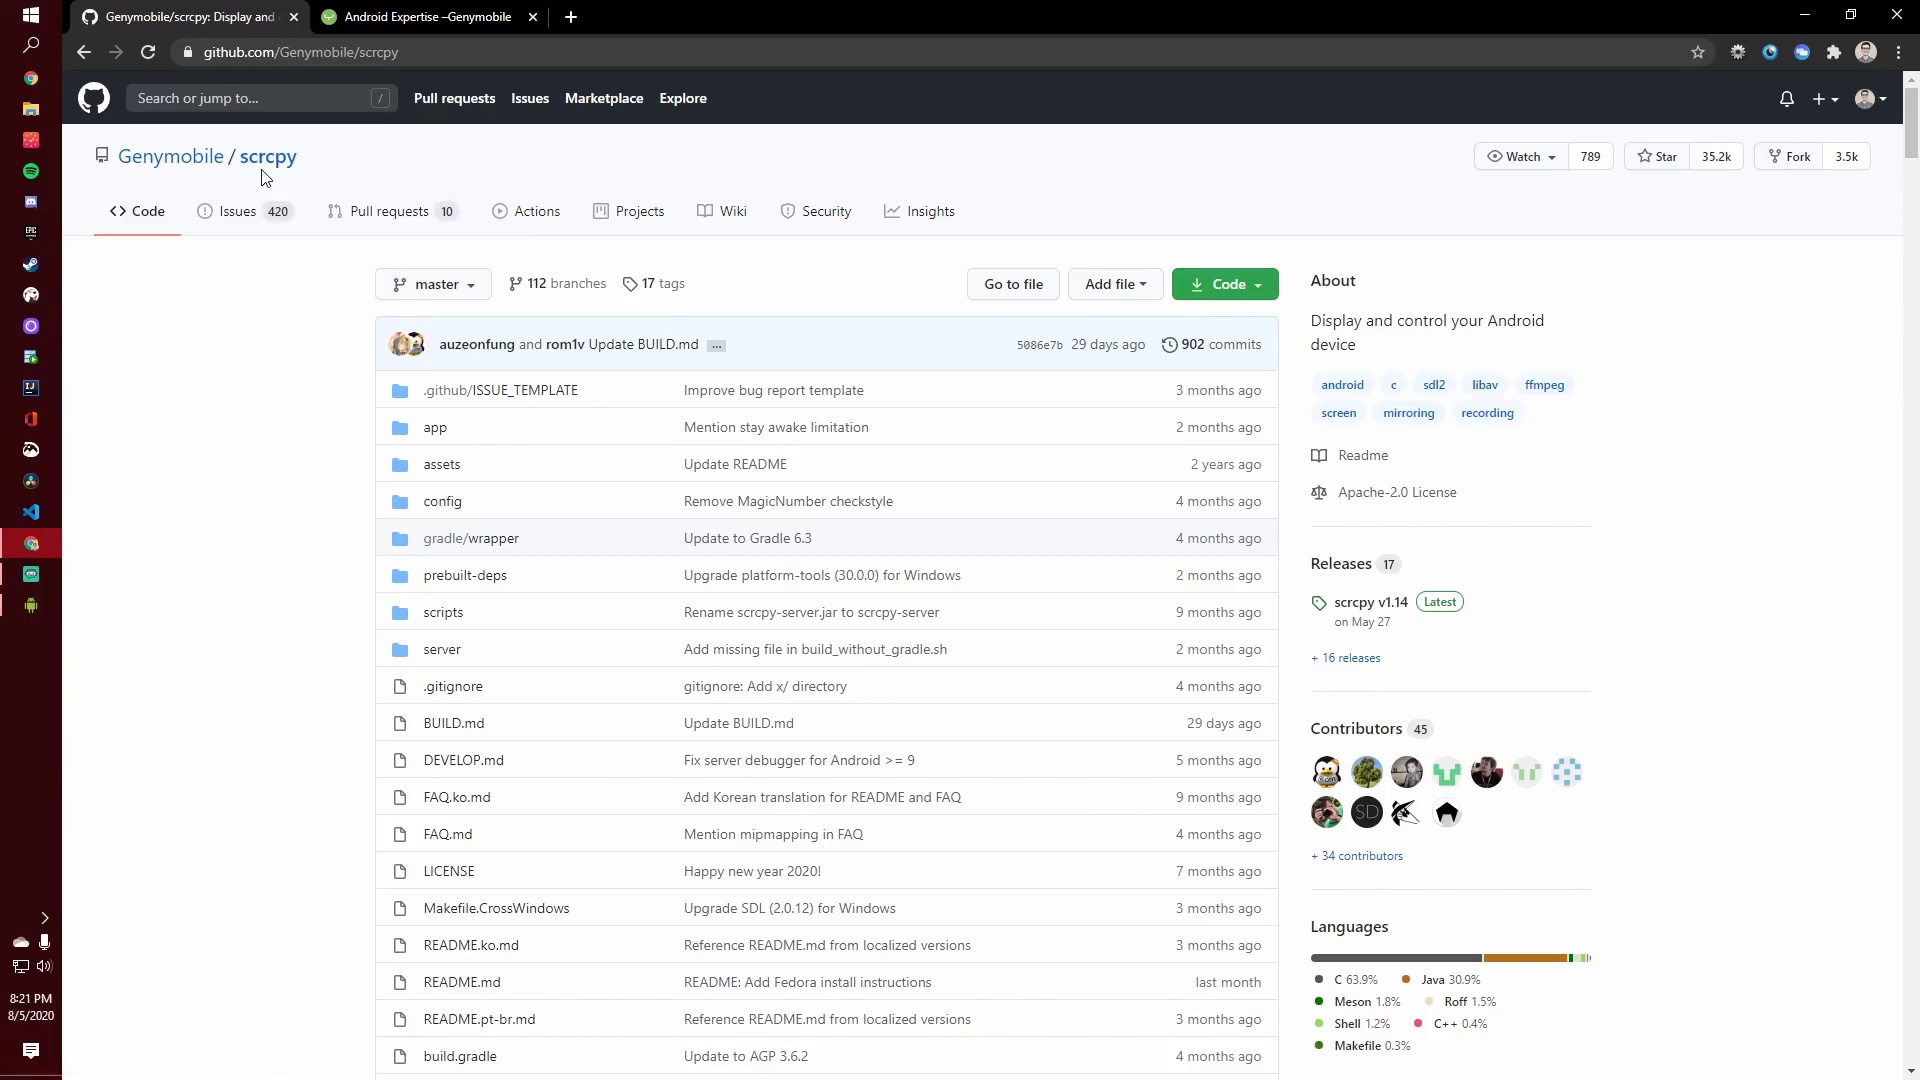 Genymobile/scrcpy: Display and
Android Expertise –Genymobile
github.com/Genymobile/scrcpy
Search or jump to... /
Pull requests Issues Marketplace Explore
Genymobile / scrcpy
Watch 789 Star 35.2k Fork 3.5k
Code Issues 420 Pull requests 10 Actions Projects Wiki Security Insights
master 112 branches 17 tags Go to file Add file Code
auzeonfung and rom1v Update BUILD.md ... 5086e7b 29 days ago 902 commits
.github/ISSUE_TEMPLATE Improve bug report template 3 months ago
app Mention stay awake limitation 2 months ago
assets Update README 2 years ago
config Remove MagicNumber checkstyle 4 months ago
gradle/wrapper Update to Gradle 6.3 4 months ago
prebuilt-deps Upgrade platform-tools (30.0.0) for Windows 2 months ago
scripts Rename scrcpy-server.jar to scrcpy-server 9 months ago
server Add missing file in build_without_gradle.sh 2 months ago
.gitignore gitignore: Add x/ directory 4 months ago
BUILD.md Update BUILD.md 29 days ago
DEVELOP.md Fix server debugger for Android >= 9 5 months ago
FAQ.ko.md Add Korean translation for README and FAQ 9 months ago
FAQ.md Mention mipmapping in FAQ 4 months ago
LICENSE Happy new year 2020! 7 months ago
Makefile.CrossWindows Upgrade SDL (2.0.12) for Windows 3 months ago
README.ko.md Reference README.md from localized versions 3 months ago
README.md README: Add Fedora install instructions last month
README.pt-br.md Reference README.md from localized versions 3 months ago
build.gradle Update to AGP 3.6.2 4 months ago
About
Display and control your Android
device
android c sdl2 libav ffmpeg
screen mirroring recording
Readme
Apache-2.0 License
Releases 17
scrcpy v1.14 Latest
on May 27
+ 16 releases
Contributors 45
SD
+ 34 contributors
Languages
C 63.9% Java 30.9%
Meson 1.8% Roff 1.5%
Shell 1.2% C++ 0.4%
Makefile 0.3%
EPIC
IJ
8:21 PM
8/5/2020